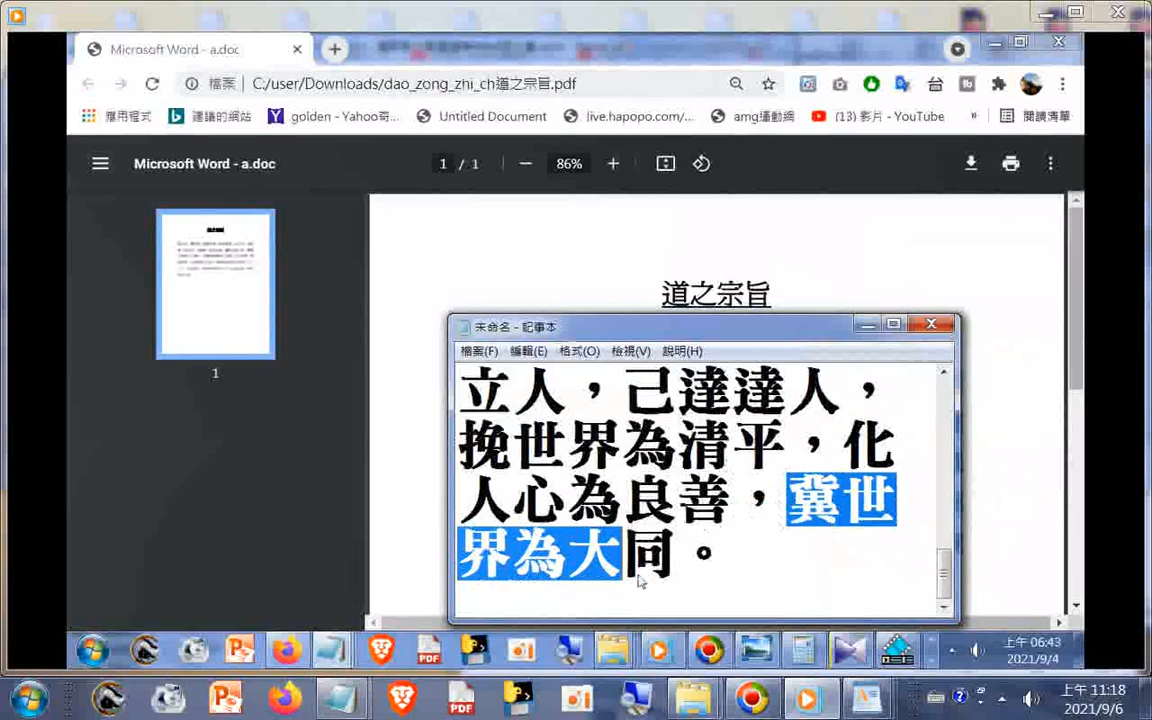 Microsoft Word - a.doc
檔案 C:/user/Downloads/dao_zong_zhi_ch道之宗旨.pdf
應用程式 建議的網站 golden - Yahoo奇... Untitled Document live.hapopo.com/... amg運動網 (13) 影片 - YouTube » 閱讀清單
Microsoft Word - a.doc 1 / 1 86%
道之宗旨
1
未命名 - 記事本
檔案(F) 編輯(E) 格式(O) 檢視(V) 說明(H)
立人，己達達人，
挽世界為清平，化
人心為良善，冀世
界為大同。
上午 06:43
2021/9/4
上午 11:18
2021/9/6